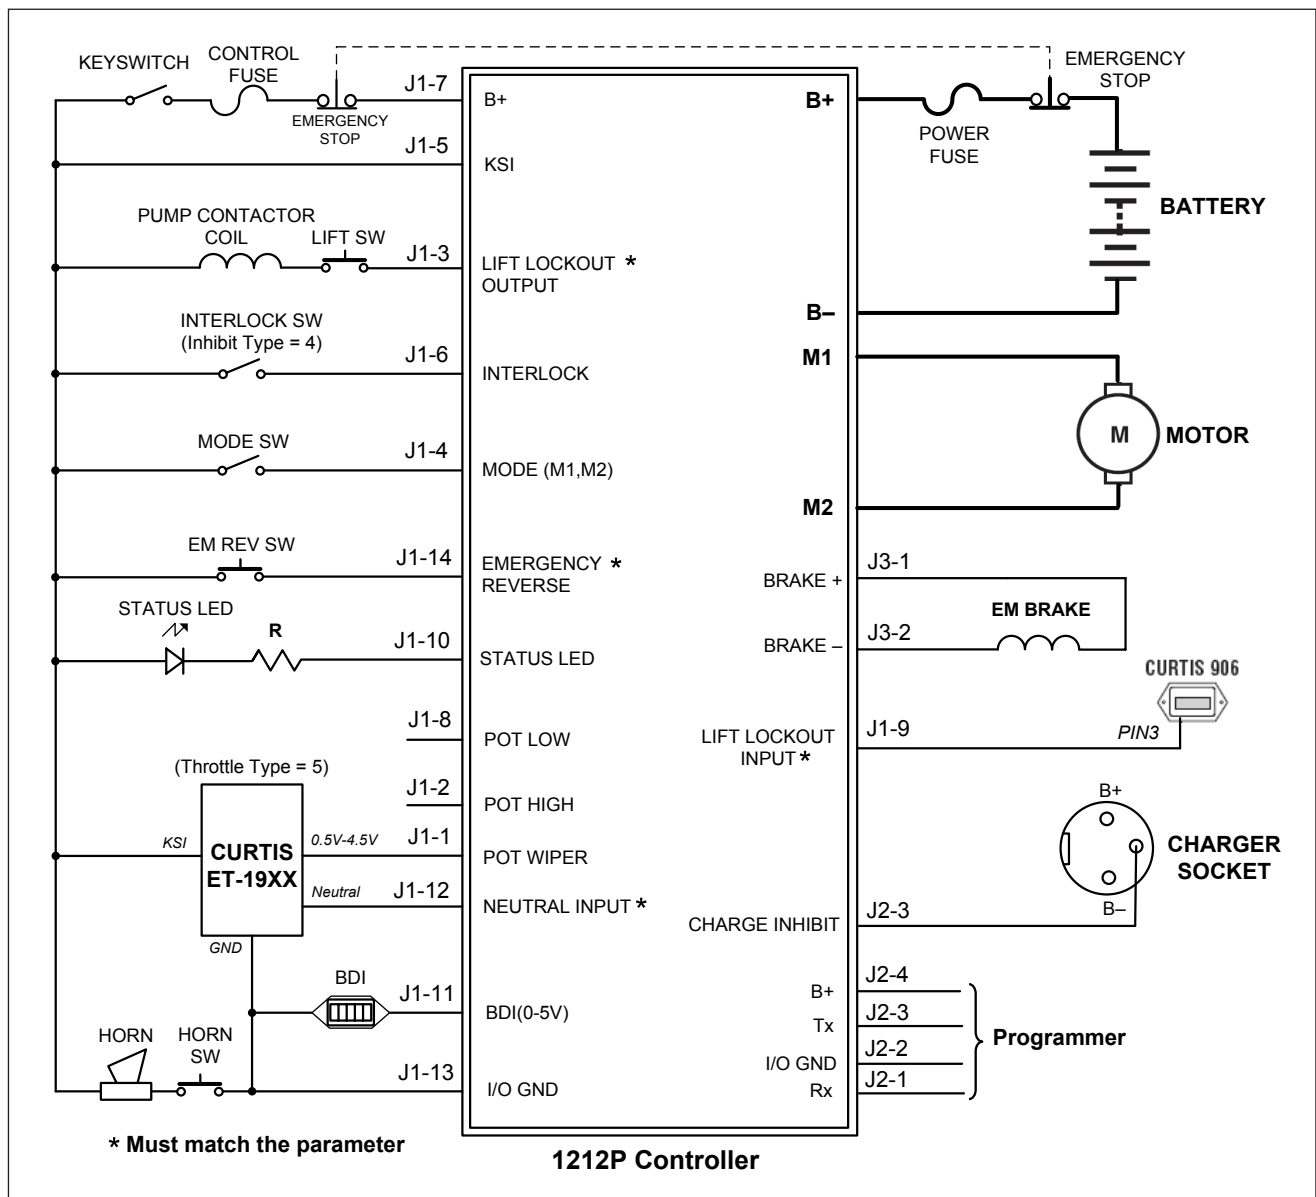 KEYSWITCH
CONTROL
FUSE
J1-7
EMERGENCY
STOP
B+
B+
POWER
FUSE
EMERGENCY
STOP
J1-5
KSI
BATTERY
PUMP CONTACTOR
COIL
LIFT SW
J1-3
LIFT LOCKOUT *
OUTPUT
B–
INTERLOCK SW
(Inhibit Type = 4)
J1-6
INTERLOCK
M1
M
MOTOR
MODE SW
J1-4
MODE (M1,M2)
M2
EM REV SW
J1-14
EMERGENCY *
REVERSE
J3-1
BRAKE +
EM BRAKE
STATUS LED
R
J1-10
STATUS LED
J3-2
BRAKE –
CURTIS 906
J1-8
POT LOW
J1-9
LIFT LOCKOUT
INPUT *
PIN3
(Throttle Type = 5)
J1-2
POT HIGH
KSI
CURTIS
ET-19XX
0.5V-4.5V
J1-1
POT WIPER
Neutral
J1-12
NEUTRAL INPUT *
GND
B+
CHARGER
SOCKET
B–
J2-3
CHARGE INHIBIT
BDI
J1-11
BDI(0-5V)
J2-4
B+
J2-3
Tx
J2-2
I/O GND
J2-1
Rx
Programmer
HORN
HORN
SW
J1-13
I/O GND
* Must match the parameter
1212P Controller